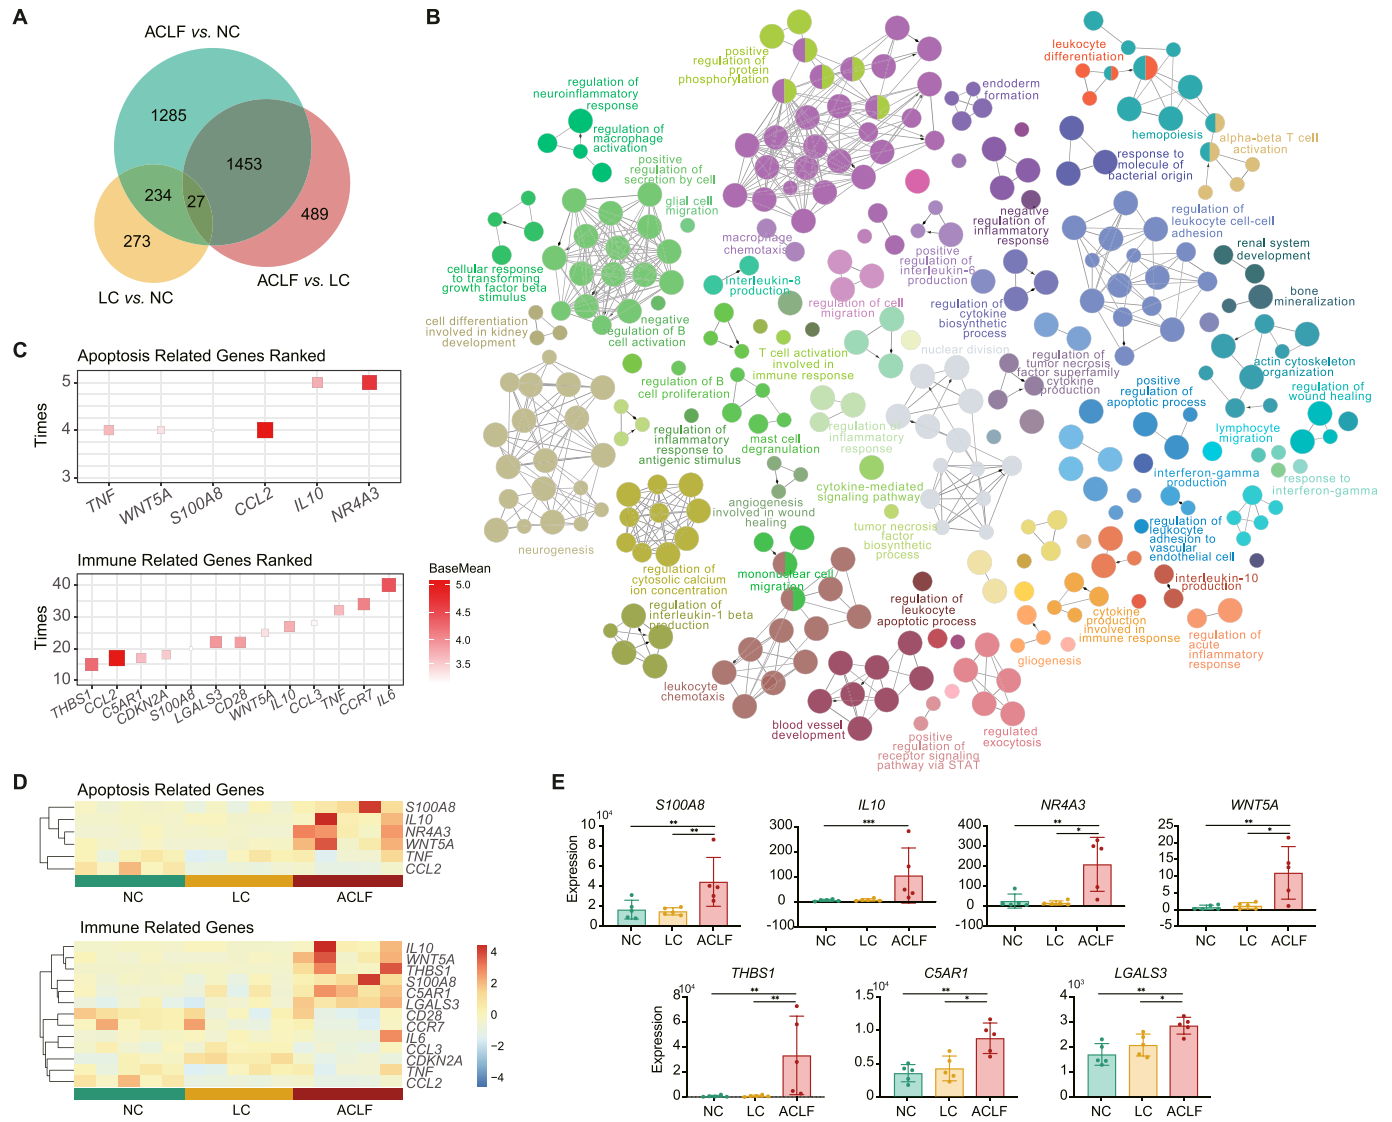 A
ACLF vs. NC
1285
1453
234
27
489
273
LC vs. NC
ACLF vs. LC
B
positive
regulation of
protein
phosphorylation
regulation of
neuroinflammatory
response
regulation of
macrophage
activation
positive
regulation of
secretion by cell
glial cell
migration
cellular response
to transforming
growth factor beta
stimulus
negative
regulation of B
cell activation
macrophage
chemotaxis
interleukin-8
production
endoderm
formation
leukocyte
differentiation
hemopoiesis
alpha-beta T cell
activation
response to
molecule of
bacterial origin
negative
regulation of
inflammatory
response
positive
regulation of
interleukin-6
production
regulation of
leukocyte cell-cell
adhesion
renal system
development
bone
mineralization
regulation of cell
migration
regulation of
cytokine
biosynthetic
process
cell differentiation
involved in kidney
development
T cell activation
involved in
immune response
nuclear division
regulation of
tumor necrosis
factor superfamily
cytokine
production
actin cytoskeleton
organization
regulation of B
cell proliferation
positive
regulation of
apoptotic process
regulation of
wound healing
regulation of
inflammatory
response to
antigenic stimulus
mast cell
degranulation
regulation of
inflammatory
response
lymphocyte
migration
interferon-gamma
production
response to
interferon-gamma
cytokine-mediated
signaling pathway
angiogenesis
involved in wound
healing
tumor necrosis
factor
biosynthetic
process
regulation of
leukocyte
adhesion to
vascular
endothelial cell
neurogenesis
regulation of
cytosolic calcium
ion concentration
mononuclear cell
migration
regulation of
leukocyte
apoptotic process
interleukin-10
production
regulation of
interleukin-1 beta
production
cytokine
production
involved in
immune response
regulation of
acute
inflammatory
response
gliogenesis
leukocyte
chemotaxis
blood vessel
development
positive
regulation of
receptor signaling
pathway via STAT
regulated
exocytosis
C
Apoptosis Related Genes Ranked
Times
5
4
3
TNF
WNT5A
S100A8
CCL2
IL10
NR4A3
Immune Related Genes Ranked
Times
40
30
20
10
THBS1
CCL2
C5AR1
CDKN2A
S100A8
LGALS3
CD28
WNT5A
IL10
CCL3
TNF
CCR7
IL6
BaseMean
5.0
4.5
4.0
3.5
D
Apoptosis Related Genes
S100A8
IL10
NR4A3
WNT5A
TNF
CCL2
NC
LC
ACLF
Immune Related Genes
IL10
WNT5A
THBS1
S100A8
C5AR1
LGALS3
CD28
CCR7
IL6
CCL3
CDKN2A
TNF
CCL2
NC
LC
ACLF
4
2
0
−2
−4
E
S100A8
Expression
10⁴
10
8
6
4
2
0
**
**
NC
LC
ACLF
IL10
300
200
100
0
-100
***
NC
LC
ACLF
NR4A3
400
300
200
100
0
-100
**
*
NC
LC
ACLF
WNT5A
25
20
15
10
5
0
-5
**
*
NC
LC
ACLF
THBS1
Expression
10⁴
8
6
4
2
0
**
**
NC
LC
ACLF
C5AR1
10⁴
1.5
1.0
0.5
0.0
**
*
NC
LC
ACLF
LGALS3
10³
4
3
2
1
0
**
*
NC
LC
ACLF